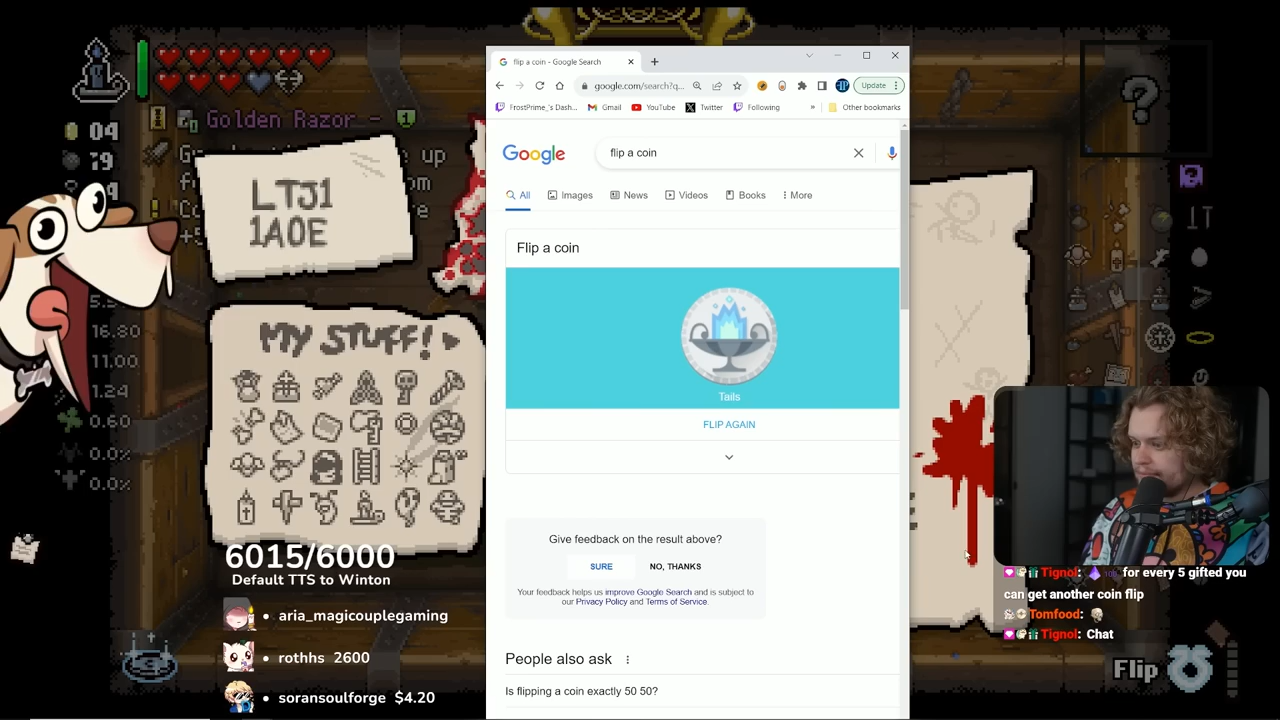 flip a coin - Google Search
google.com/search?q...
Update
FrostPrime_'s Dash...
Gmail
YouTube
Twitter
Following
»
Other bookmarks
Google
flip a coin
All
Images
News
Videos
Books
More
Flip a coin
Tails
FLIP AGAIN
Give feedback on the result above?
SURE
NO, THANKS
Your feedback helps us improve Google Search and is subject to
our Privacy Policy and Terms of Service.
People also ask
Is flipping a coin exactly 50 50?
04
19
Golden Razor -
1
up
LTJ1
1A0E
16.80
11.00
1.24
0.60
0.0%
0.0%
MY STUFF!
6015/6000
Default TTS to Winton
• aria_magicouplegaming
• rothhs 2600
• soransoulforge $4.20
?
Tignol: 100 for every 5 gifted you
can get another coin flip
Tomfood:
Tignol: Chat
Flip